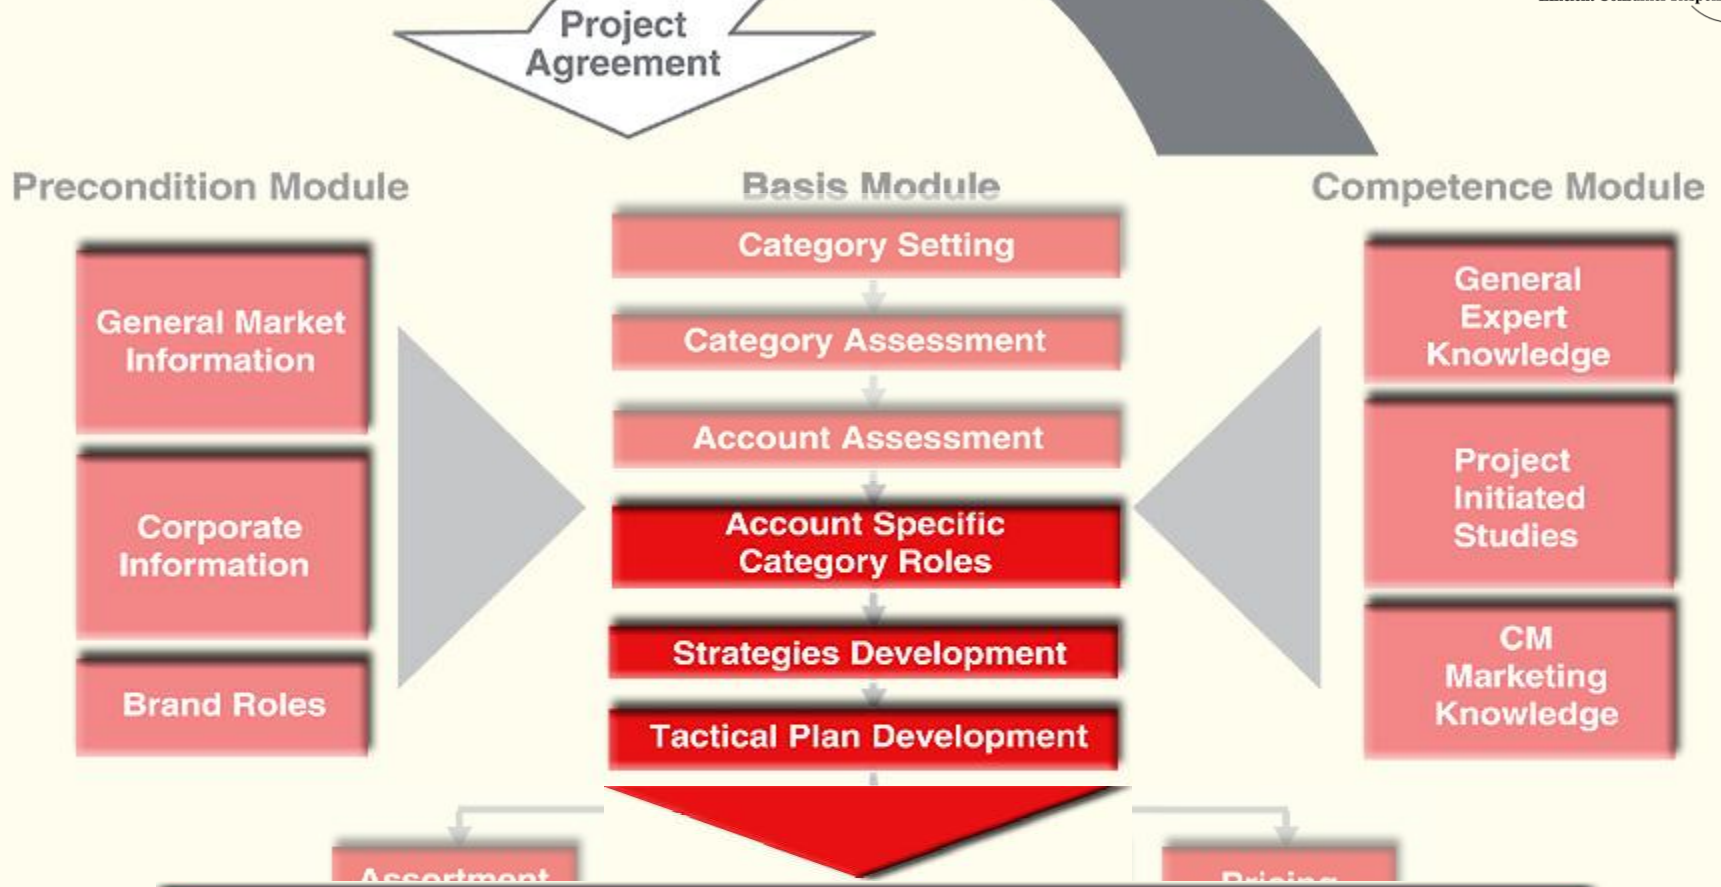 Project
Agreement
Precondition Module
General Market
Information
Corporate
Information
Brand Roles
Basis Module
Category Setting
Category Assessment
Account Assessment
Account Specific
Category Roles
Strategies Development
Tactical Plan Development
Competence Module
General
Expert
Knowledge
Project
Initiated
Studies
CM
Marketing
Knowledge
Assortment
Pricing